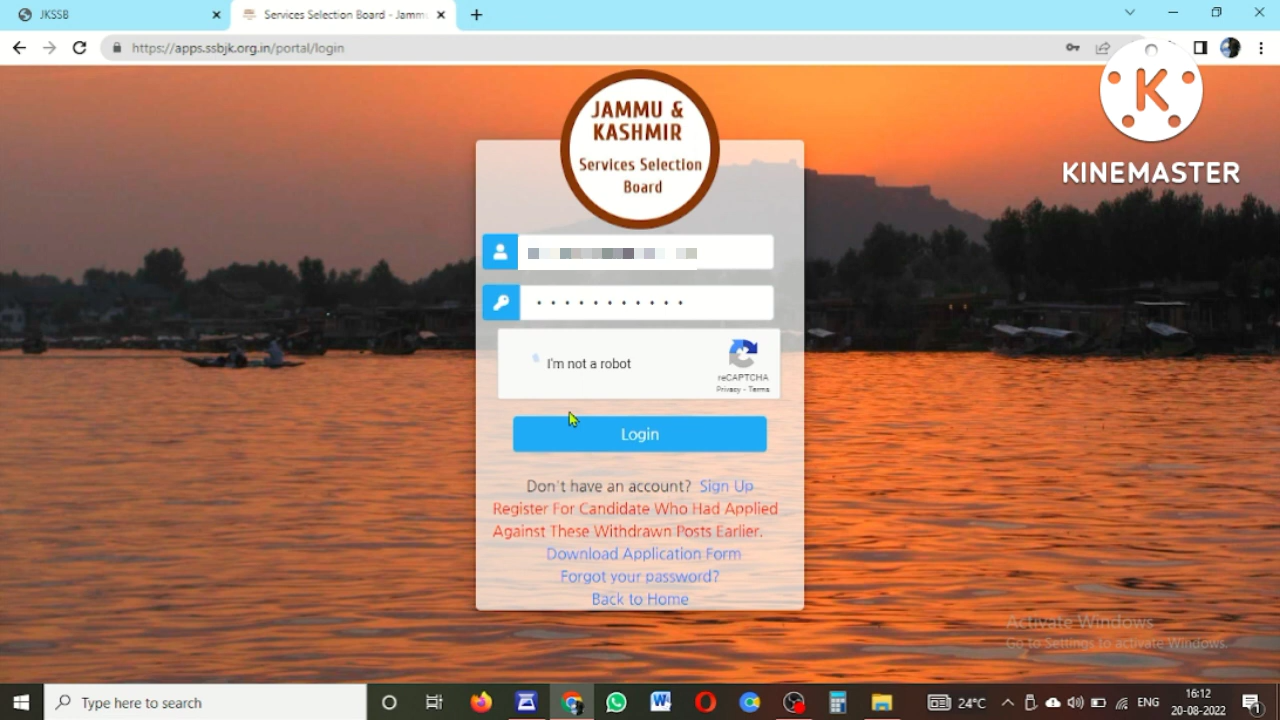 JKSSB
Services Selection Board - Jammu
https://apps.ssbjk.org.in/portal/login
JAMMU &
KASHMIR
Services Selection
Board
K
KINEMASTER
I'm not a robot
reCAPTCHA
Privacy - Terms
Login
Don't have an account? Sign Up
Register For Candidate Who Had Applied
Against These Withdrawn Posts Earlier.
Download Application Form
Forgot your password?
Back to Home
Activate Windows
Go to Settings to activate Windows.
Type here to search
24°C
ENG
16:12
20-08-2022
1